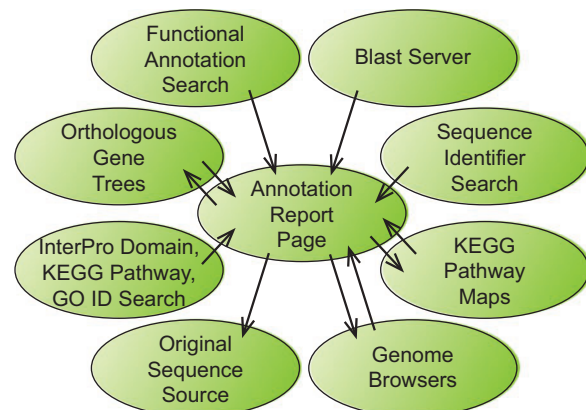 Functional
Annotation
Search
Blast Server
Orthologous
Gene
Trees
Sequence
Identifier
Search
Annotation
Report
Page
InterPro Domain,
KEGG Pathway,
GO ID Search
KEGG
Pathway
Maps
Original
Sequence
Source
Genome
Browsers